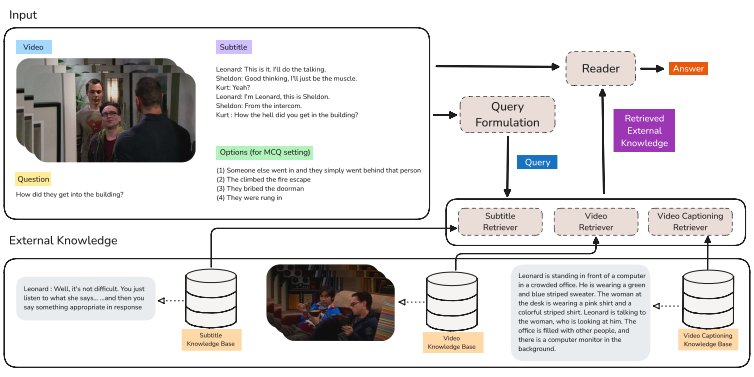 Input
Video
Subtitle
Leonard: This is it. I'll do the talking.
Sheldon: Good thinking, I'll just be the muscle.
Kurt: Yeah?
Leonard: I'm Leonard, this is Sheldon.
Sheldon: From the intercom.
Kurt : How the hell did you get in the building?
Options (for MCQ setting)
(1) Someone else went in and they simply went behind that person
(2) The climbed the fire escape
(3) They bribed the doorman
(4) They were rung in
Question
How did they get into the building?
Reader
Answer
Query
Formulation
Query
Retrieved
External
Knowledge
Subtitle
Retriever
Video
Retriever
Video Captioning
Retriever
External Knowledge
Leonard : Well, it's not difficult. You just
listen to what she says... ...and then you
say something appropriate in response
Subtitle
Knowledge Base
Video
Knowledge Base
Leonard is standing in front of a computer
in a crowded office. He is wearing a green
and blue striped sweater. The woman at
the desk is wearing a pink shirt and a
colorful striped shirt. Leonard is talking to
the woman, who is looking at him. The
office is filled with other people, and
there is a computer monitor in the
background.
Video Captioning
Knowledge Base